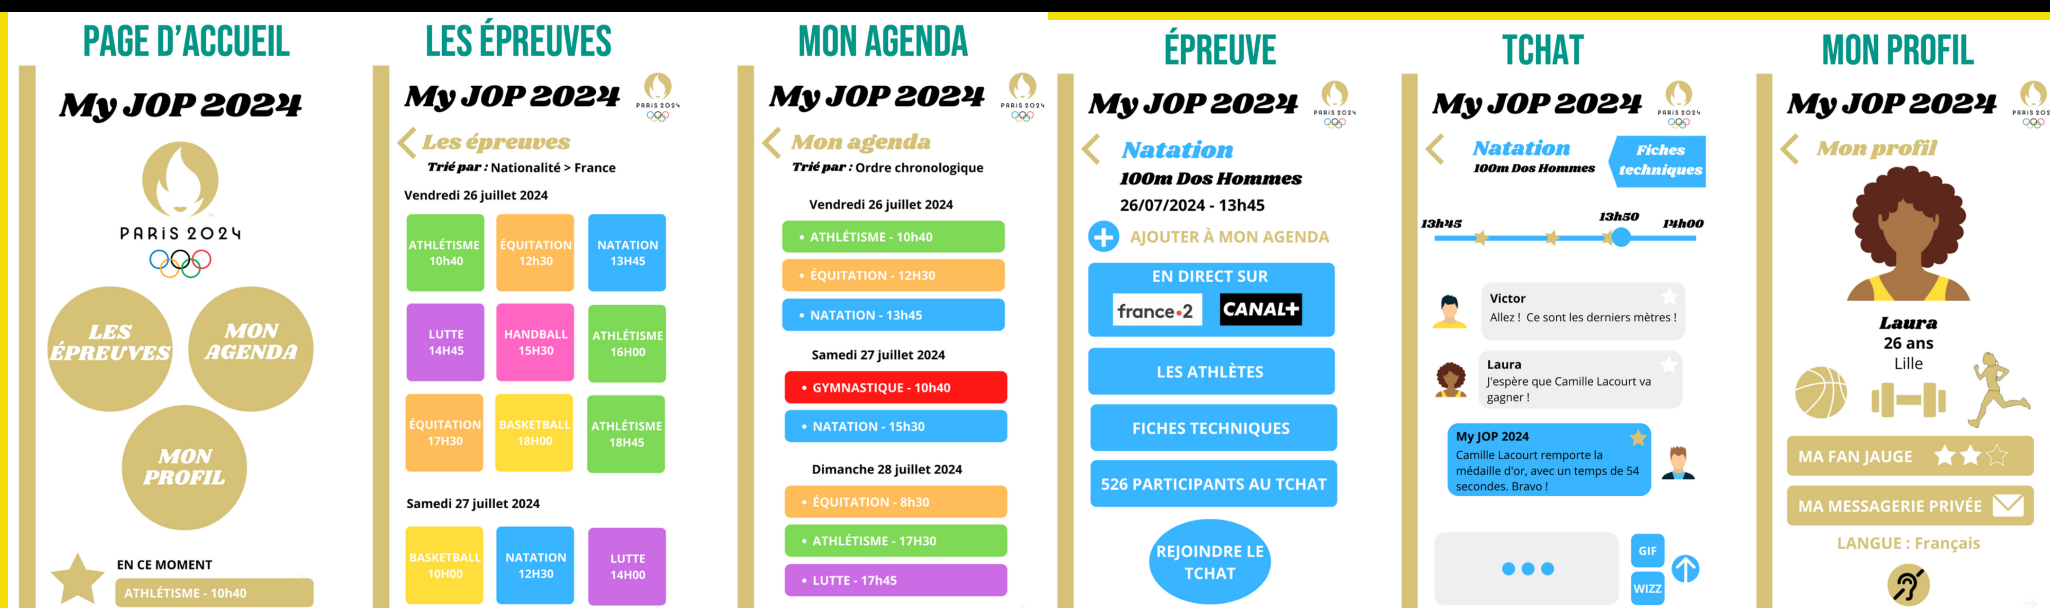 PAGE D'ACCUEIL
My JOP 2024
PARIS 2024
LES
ÉPREUVES
MON
AGENDA
MON
PROFIL
EN CE MOMENT
ATHLÉTISME - 10h40
LES ÉPREUVES
My JOP 2024
PARIS 2024
Les épreuves
Trié par : Nationalité > France
Vendredi 26 juillet 2024
ATHLÉTISME
10h40
ÉQUITATION
12h30
NATATION
13H45
LUTTE
14H45
HANDBALL
15H30
ATHLÉTISME
16H00
ÉQUITATION
17H30
BASKETBALL
18H00
ATHLÉTISME
18H45
Samedi 27 juillet 2024
BASKETBALL
10H00
NATATION
12H30
LUTTE
14H00
MON AGENDA
My JOP 2024
PARIS 2024
Mon agenda
Trié par : Ordre chronologique
Vendredi 26 juillet 2024
• ATHLÉTISME - 10h40
• ÉQUITATION - 12H30
• NATATION - 13h45
Samedi 27 juillet 2024
• GYMNASTIQUE - 10h40
• NATATION - 15h30
Dimanche 28 juillet 2024
• ÉQUITATION - 8h30
• ATHLÉTISME - 17H30
• LUTTE - 17h45
ÉPREUVE
My JOP 2024
PARIS 2024
Natation
100m Dos Hommes
26/07/2024 - 13h45
AJOUTER À MON AGENDA
EN DIRECT SUR
france•2
CANAL+
LES ATHLÈTES
FICHES TECHNIQUES
526 PARTICIPANTS AU TCHAT
REJOINDRE LE
TCHAT
TCHAT
My JOP 2024
PARIS 2024
Natation
100m Dos Hommes
Fiches
techniques
13h45
13h50
14h00
Victor
Allez ! Ce sont les derniers mètres !
Laura
J'espère que Camille Lacourt va
gagner !
My JOP 2024
Camille Lacourt remporte la
médaille d'or, avec un temps de 54
secondes. Bravo !
GIF
WIZZ
MON PROFIL
My JOP 2024
PARIS 202
Mon profil
Laura
26 ans
Lille
MA FAN JAUGE
MA MESSAGERIE PRIVÉE
LANGUE : Français